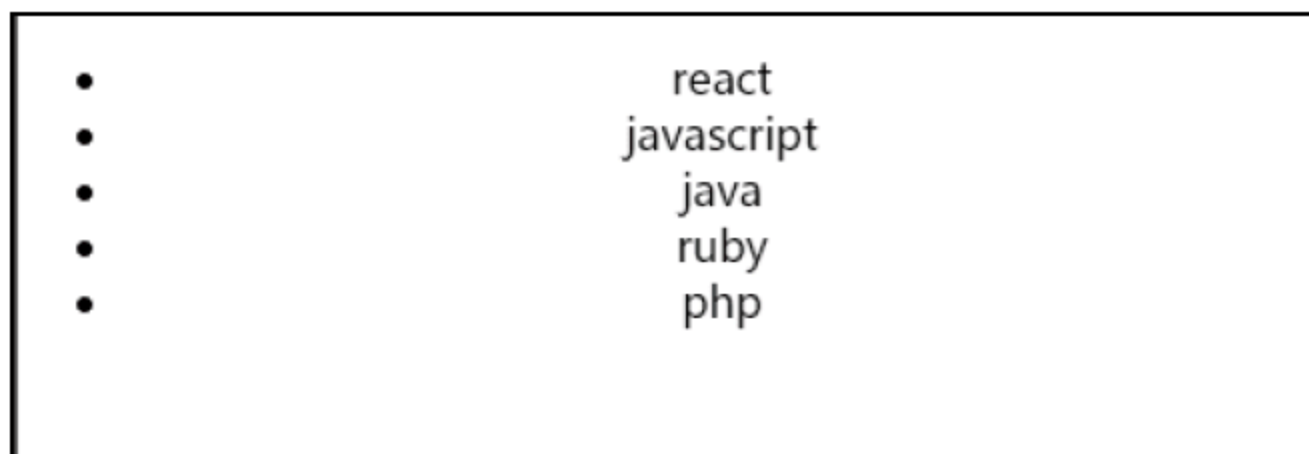 • react
• javascript
• java
• ruby
• php